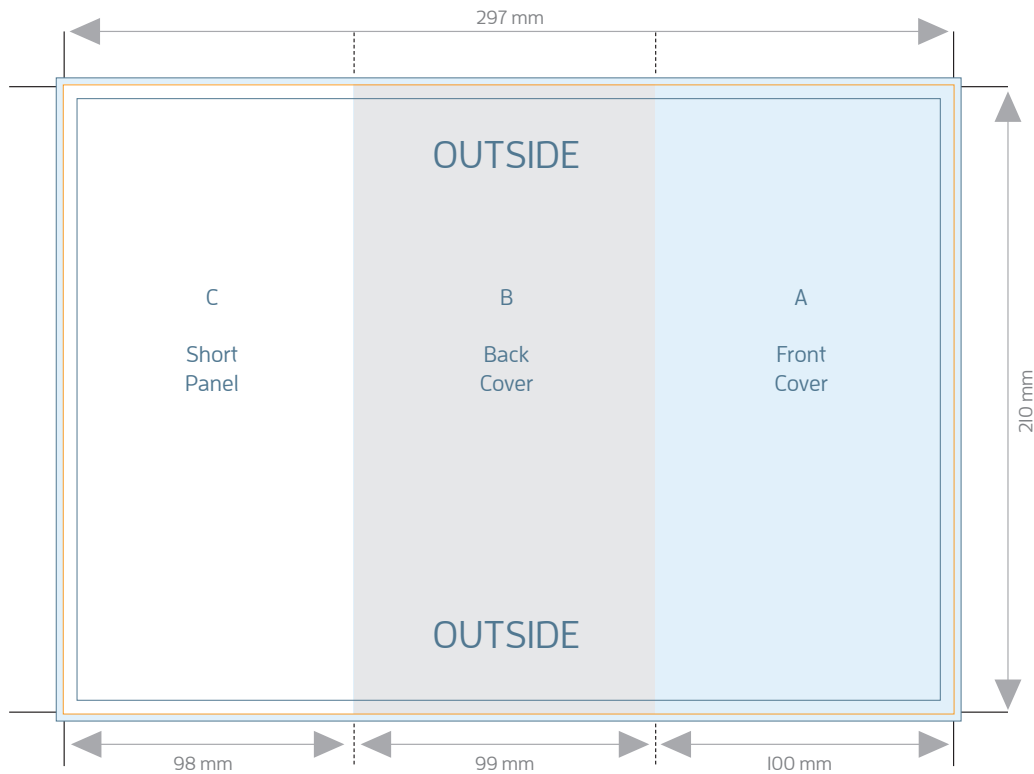 297 mm
OUTSIDE
C
Short
Panel
B
Back
Cover
A
Front
Cover
210 mm
OUTSIDE
98 mm
99 mm
100 mm